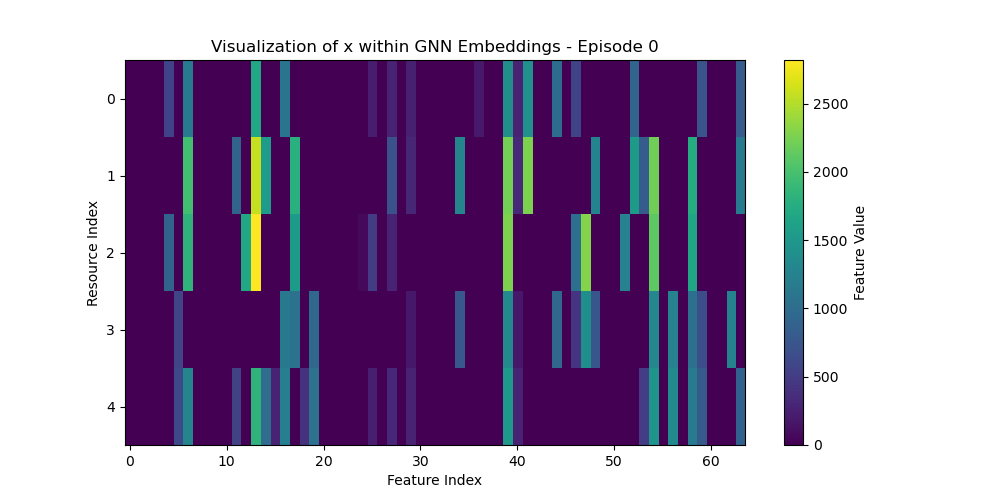 Visualization of x within GNN Embeddings - Episode 0
Resource Index
0
1
2
3
4
0 10 20 30 40 50 60
Feature Index
2500
2000
1500
1000
500
0
Feature Value